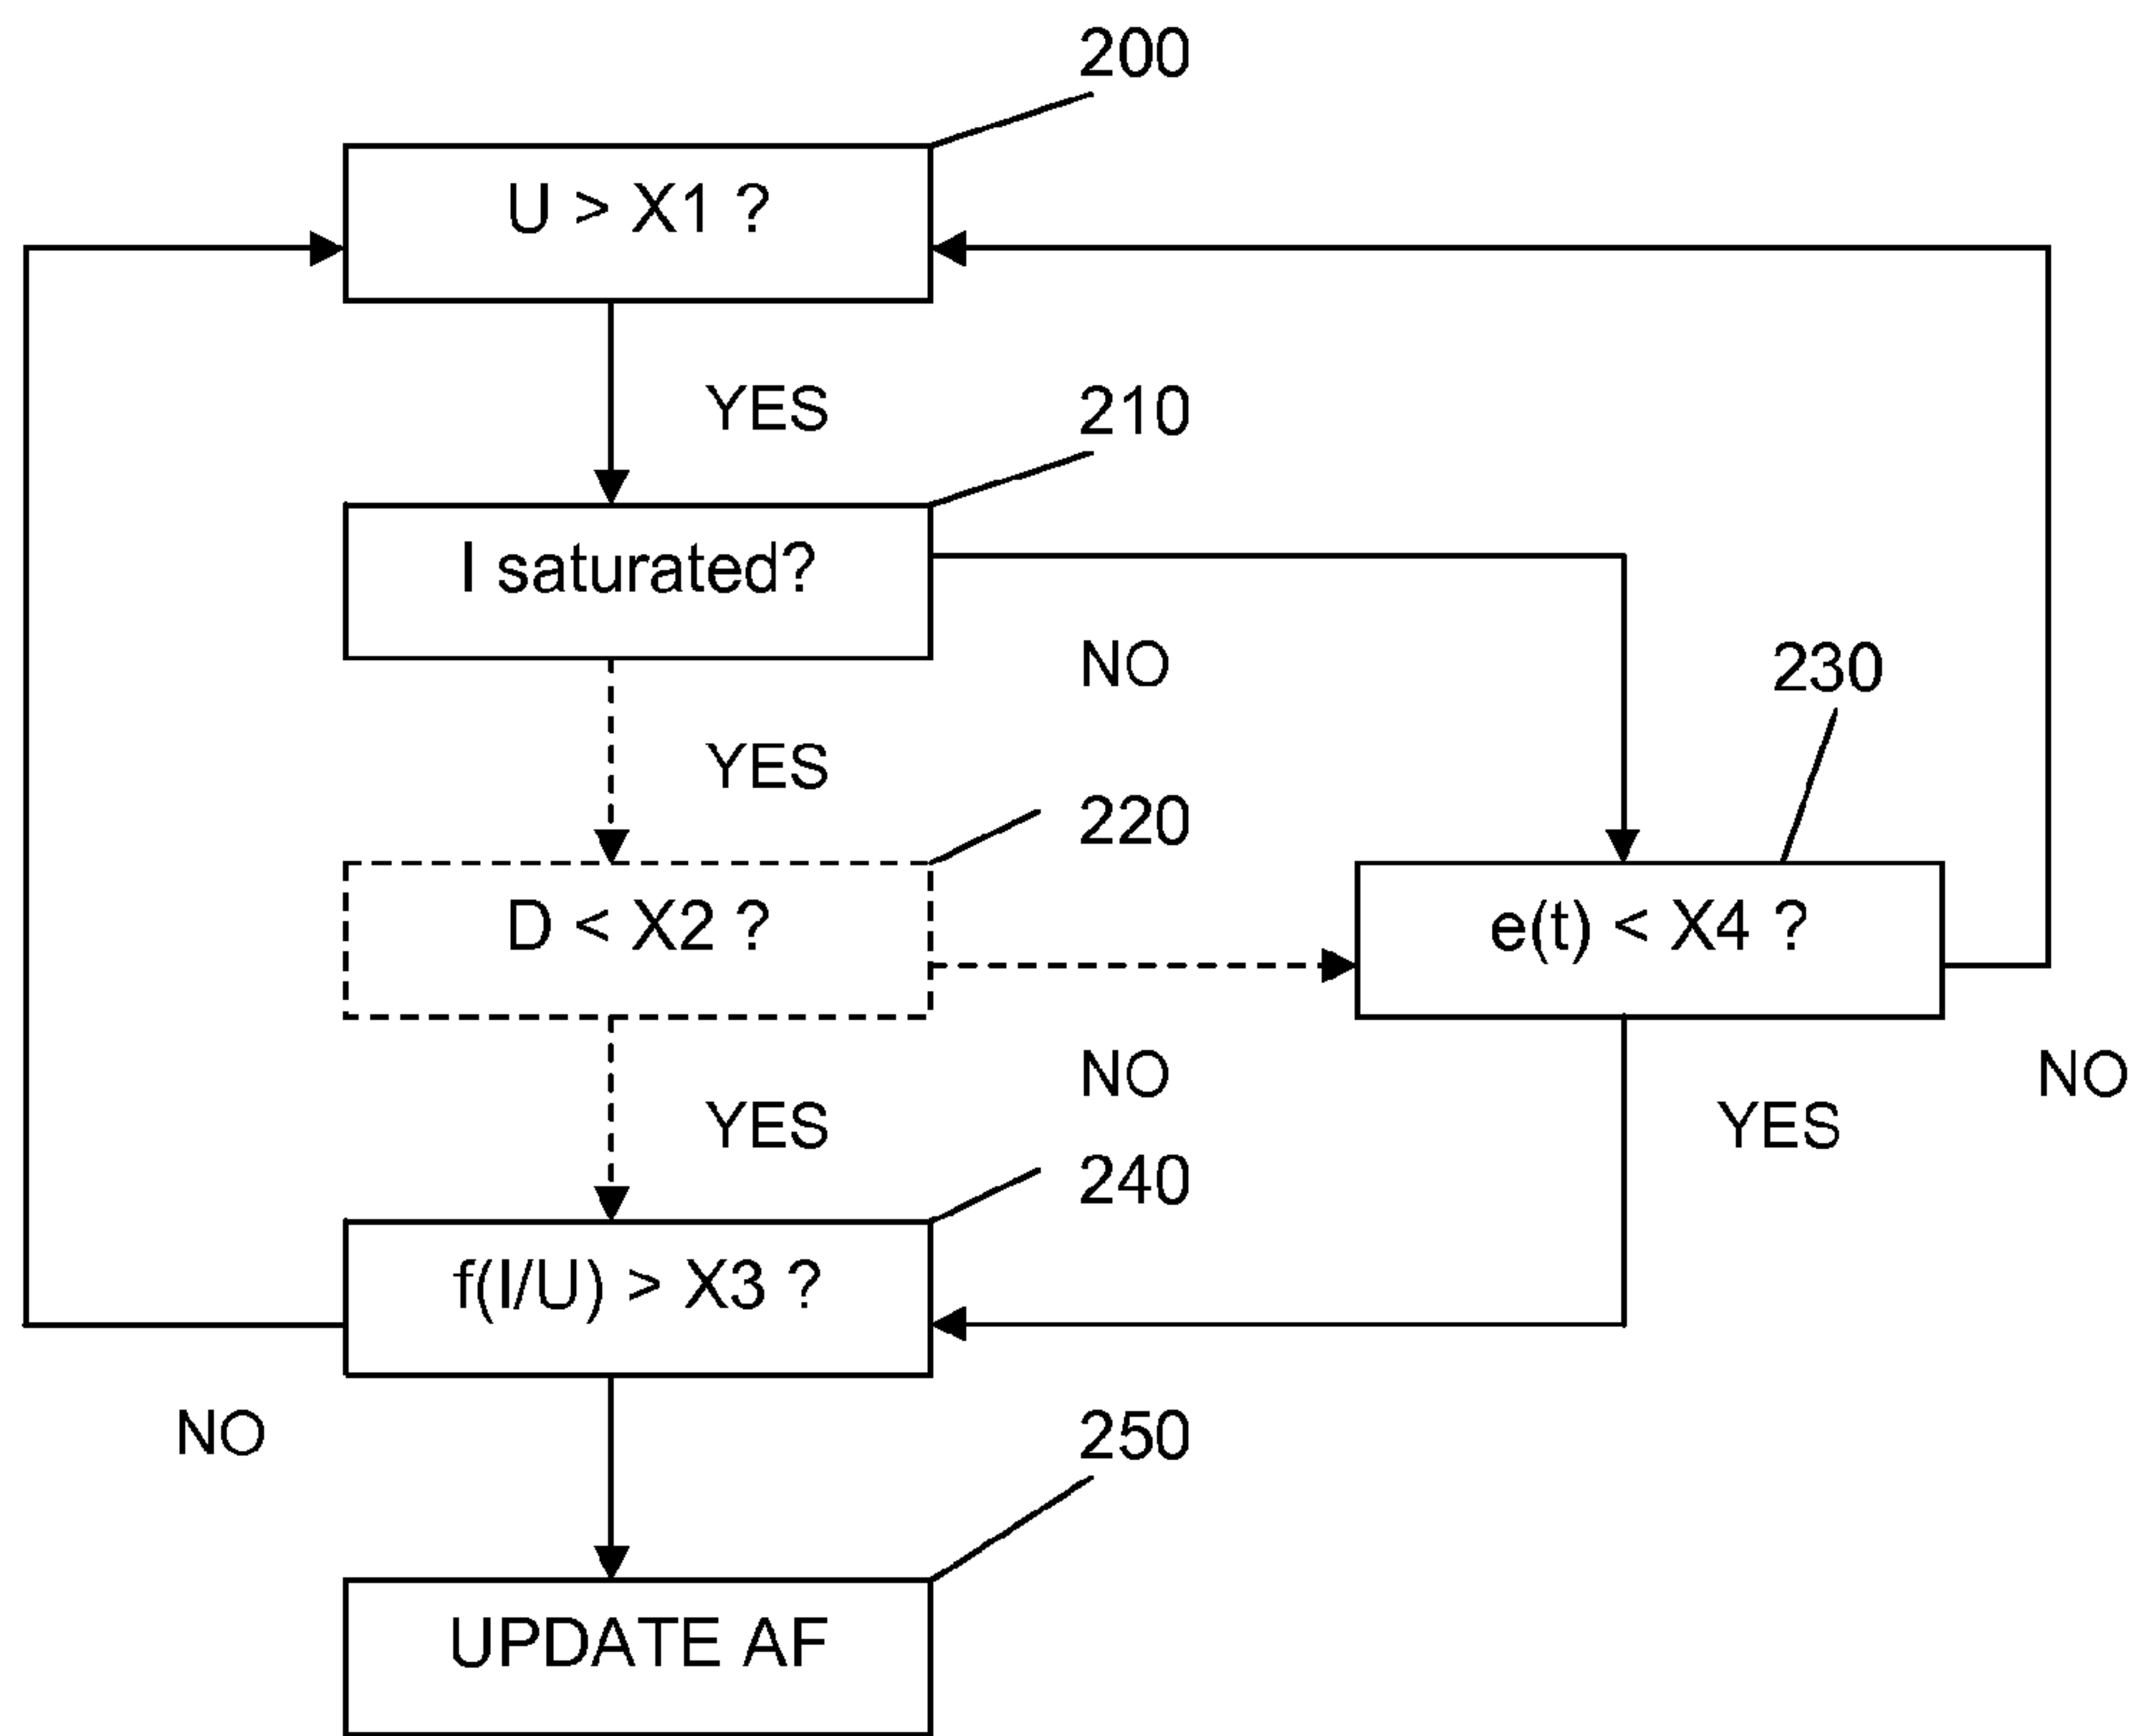 200
U > X1 ?
YES
210
I saturated?
NO
230
YES
220
D < X2 ?
e(t) < X4 ?
NO
NO
YES
YES
240
f(I/U) > X3 ?
NO
250
UPDATE AF